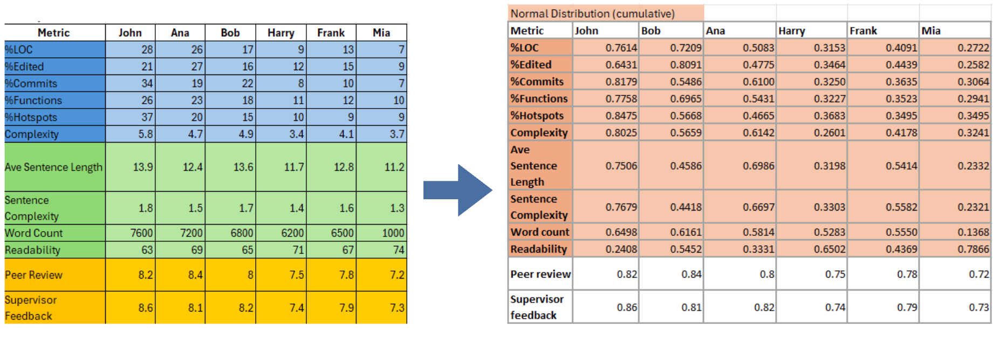 Metric John Ana Bob Harry Frank Mia
%LOC 28 26 17 9 13 7
%Edited 21 27 16 12 15 9
%Commits 34 19 22 8 10 7
%Functions 26 23 18 11 12 10
%Hotspots 37 20 15 10 9 9
Complexity 5.8 4.7 4.9 3.4 4.1 3.7
Ave Sentence Length 13.9 12.4 13.6 11.7 12.8 11.2
Sentence
Complexity 1.8 1.5 1.7 1.4 1.6 1.3
Word Count 7600 7200 6800 6200 6500 1000
Readability 63 69 65 71 67 74
Peer Review 8.2 8.4 8 7.5 7.8 7.2
Supervisor
Feedback 8.6 8.1 8.2 7.4 7.9 7.3
Normal Distribution (cumulative)
Metric John Bob Ana Harry Frank Mia
%LOC 0.7614 0.7209 0.5083 0.3153 0.4091 0.2722
%Edited 0.6431 0.8091 0.4775 0.3464 0.4439 0.2582
%Commits 0.8179 0.5486 0.6100 0.3250 0.3635 0.3064
%Functions 0.7758 0.6965 0.5431 0.3227 0.3523 0.2941
%Hotspots 0.8475 0.5668 0.4665 0.3683 0.3495 0.3495
Complexity 0.8025 0.5659 0.6142 0.2601 0.4178 0.3241
Ave
Sentence
Length 0.7506 0.4586 0.6986 0.3198 0.5414 0.2332
Sentence
Complexity 0.7679 0.4418 0.6697 0.3303 0.5582 0.2321
Word count 0.6498 0.6161 0.5814 0.5283 0.5550 0.1368
Readability 0.2408 0.5452 0.3331 0.6502 0.4369 0.7866
Peer review 0.82 0.84 0.8 0.75 0.78 0.72
Supervisor
feedback 0.86 0.81 0.82 0.74 0.79 0.73